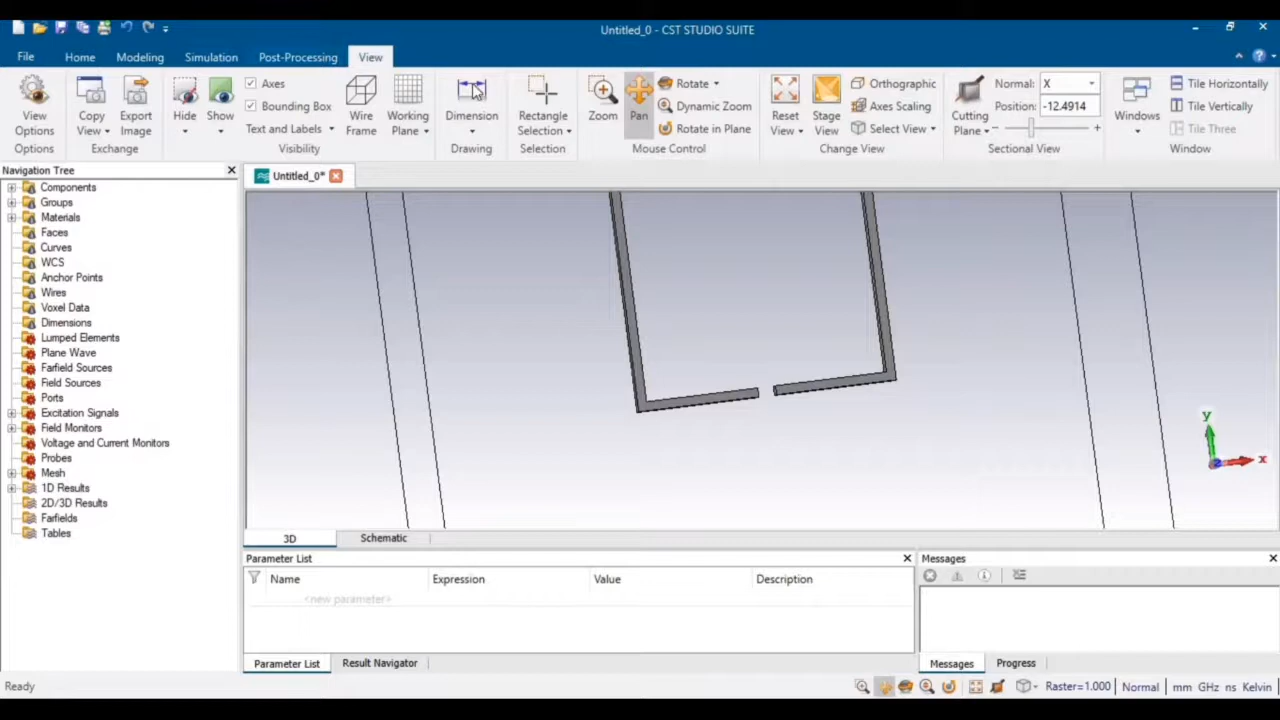 Untitled_0 - CST STUDIO SUITE
File Home Modeling Simulation Post-Processing View
View Options
Options
Copy View
Export Image
Exchange
Hide
Show
Axes
Bounding Box
Text and Labels
Wire Frame
Working Plane
Visibility
Dimension
Drawing
Rectangle Selection
Selection
Zoom
Pan
Rotate
Dynamic Zoom
Rotate in Plane
Mouse Control
Reset View
Stage View
Orthographic
Axes Scaling
Select View
Change View
Cutting Plane
Normal: X
Position: -12.4914
Sectional View
Windows
Tile Horizontally
Tile Vertically
Tile Three
Window
Navigation Tree
Components
Groups
Materials
Faces
Curves
WCS
Anchor Points
Wires
Voxel Data
Dimensions
Lumped Elements
Plane Wave
Farfield Sources
Field Sources
Ports
Excitation Signals
Field Monitors
Voltage and Current Monitors
Probes
Mesh
1D Results
2D/3D Results
Farfields
Tables
Untitled_0*
y
x
3D Schematic
Parameter List
Name Expression Value Description
<new parameter>
Parameter List Result Navigator
Messages
Messages Progress
Ready
Raster=1.000 Normal mm GHz ns Kelvin